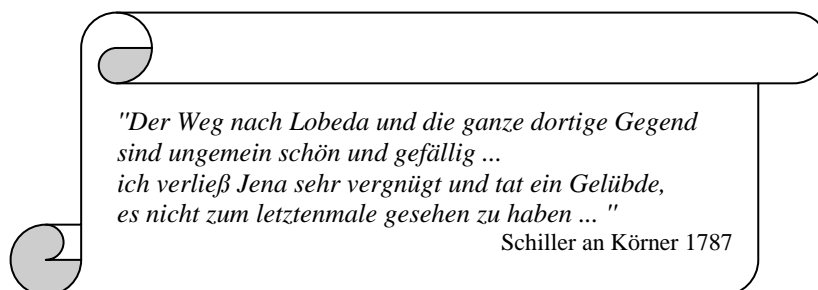 "Der Weg nach Lobeda und die ganze dortige Gegend
sind ungemein schön und gefällig ...
ich verließ Jena sehr vergnügt und tat ein Gelübde,
es nicht zum letztenmale gesehen zu haben ... "
Schiller an Körner 1787